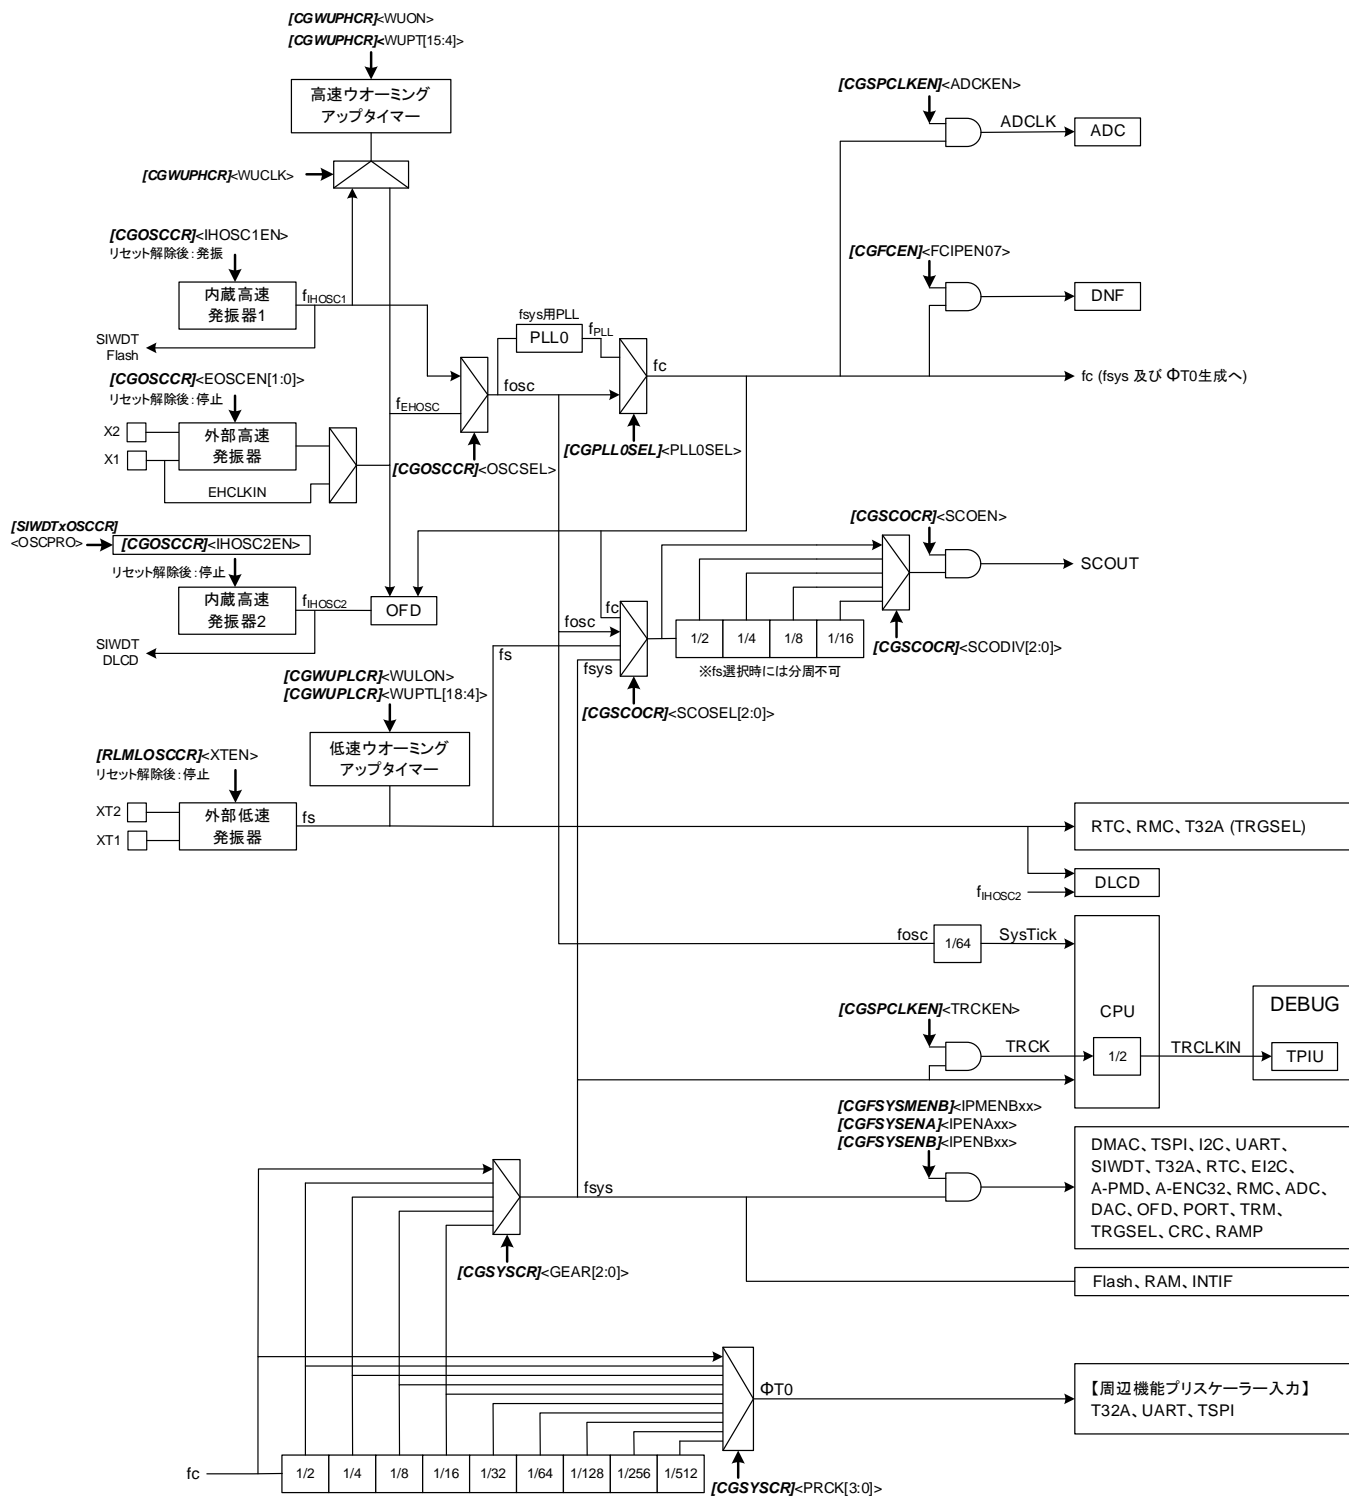 [CGWUPHCR]<WUON>
[CGWUPHCR]<WUPT[15:4]>
高速ウオーミング
アップタイマー
[CGWUPHCR]<WUCLK>
[CGSPCLKEN]<ADCKEN>
ADCLK
ADC
[CGOSCCR]<IHOSC1EN>
リセット解除後:発振
内蔵高速
発振器1
fIHOSC1
SIWDT
Flash
[CGFCEN]<FCIPEN07>
DNF
fsys用PLL
PLL0
fPLL
fc
fc (fsys 及び ΦT0生成へ)
fosc
[CGOSCCR]<EOSCEN[1:0]>
リセット解除後:停止
fEHOSC
X2
X1
外部高速
発振器
EHCLKIN
[CGOSCCR]<OSCSEL>
[CGPLL0SEL]<PLL0SEL>
[SIWDTxOSCCR]
<OSCPRO>
[CGOSCCR]<IHOSC2EN>
リセット解除後:停止
内蔵高速
発振器2
fIHOSC2
OFD
SIWDT
DLCD
[CGSCOCR]<SCOEN>
SCOUT
fc
fosc
fs
fsys
1/2
1/4
1/8
1/16
※fs選択時には分周不可
[CGSCOCR]<SCODIV[2:0]>
[CGSCOCR]<SCOSEL[2:0]>
[CGWUPLCR]<WULON>
[CGWUPLCR]<WUPTL[18:4]>
低速ウオーミング
アップタイマー
[RLMLOSCCR]<XTEN>
リセット解除後:停止
XT2
XT1
外部低速
発振器
fs
RTC、RMC、T32A (TRGSEL)
DLCD
fIHOSC2
fosc
1/64
SysTick
CPU
[CGSPCLKEN]<TRCKEN>
TRCK
1/2
TRCLKIN
DEBUG
TPIU
[CGFSYSMENB]<IPMENBxx>
[CGFSYSENA]<IPENAxx>
[CGFSYSENB]<IPENBxx>
DMAC、TSPI、I2C、UART、
SIWDT、T32A、RTC、EI2C、
A-PMD、A-ENC32、RMC、ADC、
DAC、OFD、PORT、TRM、
TRGSEL、CRC、RAMP
fsys
[CGSYSCR]<GEAR[2:0]>
Flash、RAM、INTIF
ΦT0
【周辺機能プリスケーラー入力】
T32A、UART、TSPI
fc
1/2
1/4
1/8
1/16
1/32
1/64
1/128
1/256
1/512
[CGSYSCR]<PRCK[3:0]>